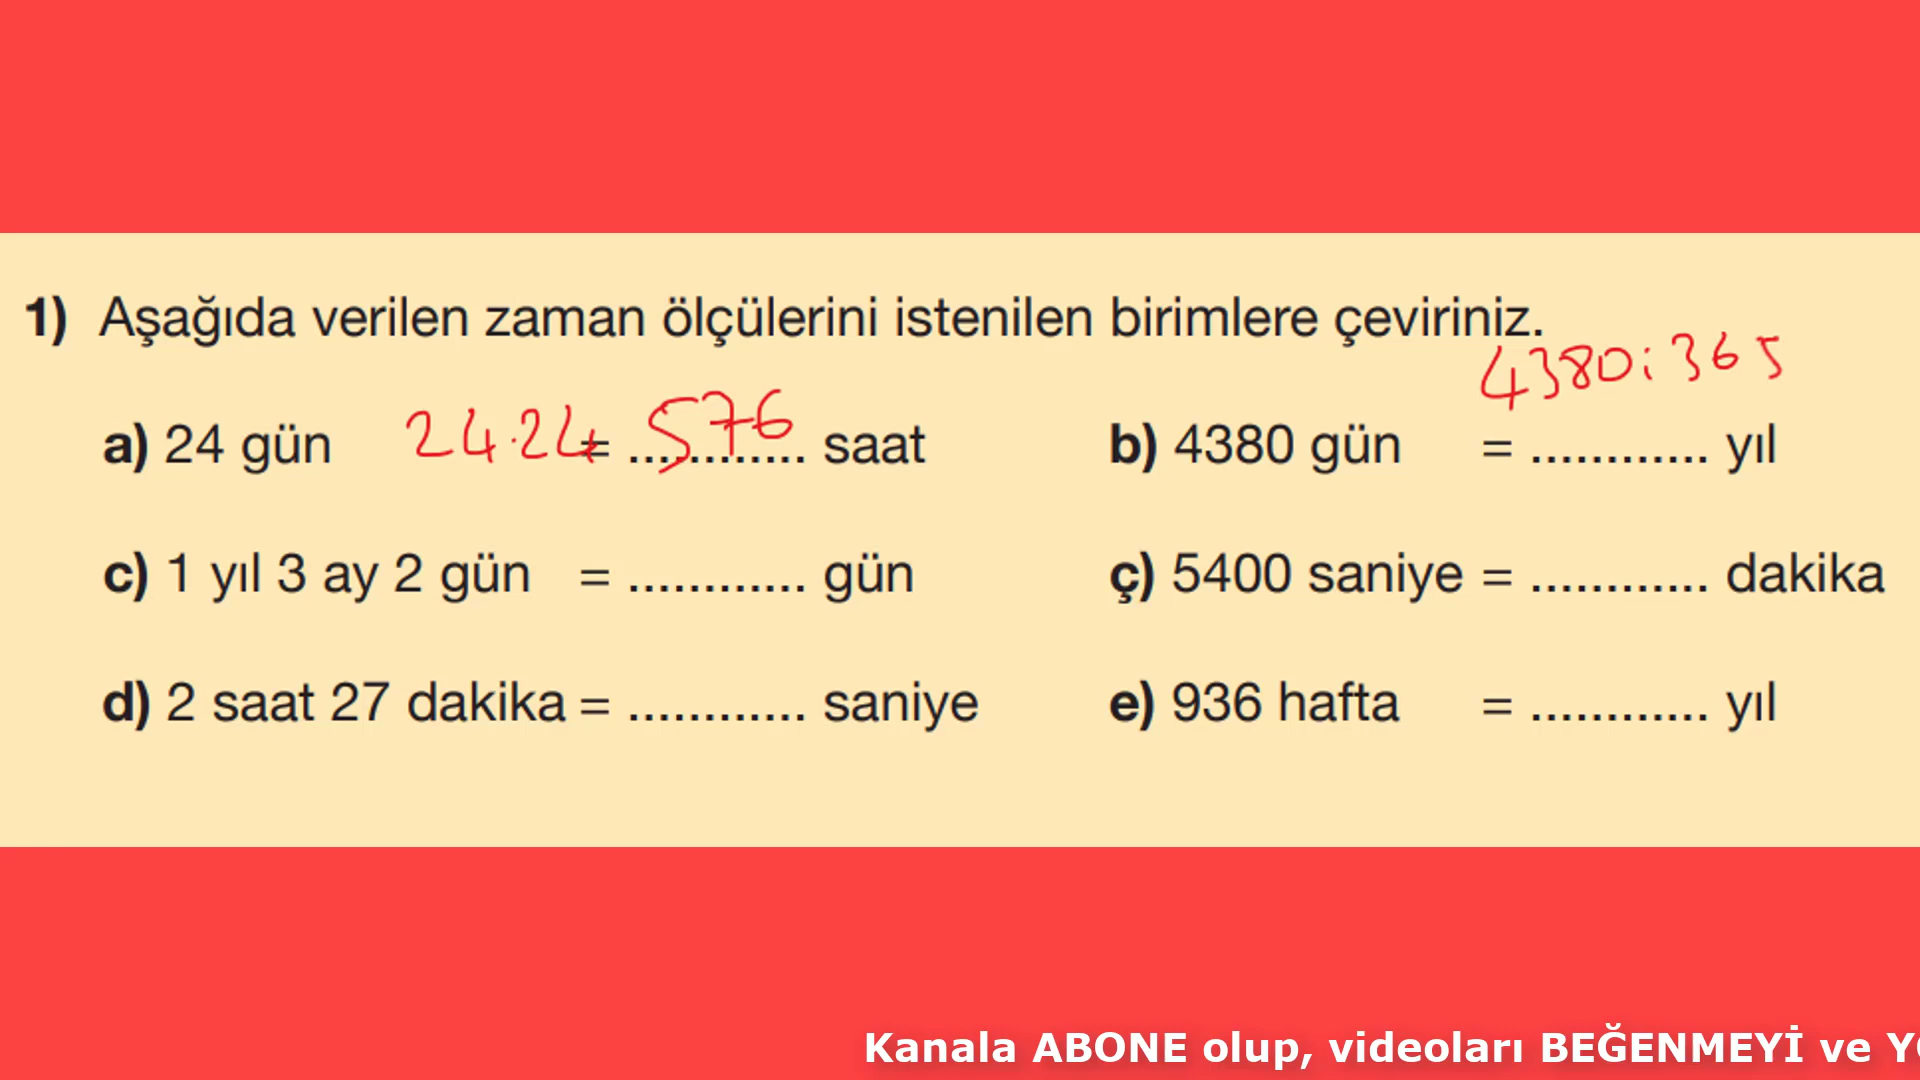 1) Aşağıda verilen zaman ölçülerini istenilen birimlere çeviriniz.
4380:365
a) 24 gün 24.24 = ............ 576 saat
b) 4380 gün = ............ yıl
c) 1 yıl 3 ay 2 gün = ............ gün
ç) 5400 saniye = ............ dakika
d) 2 saat 27 dakika = ............ saniye
e) 936 hafta = ............ yıl
Kanala ABONE olup, videoları BEĞENMEYİ ve